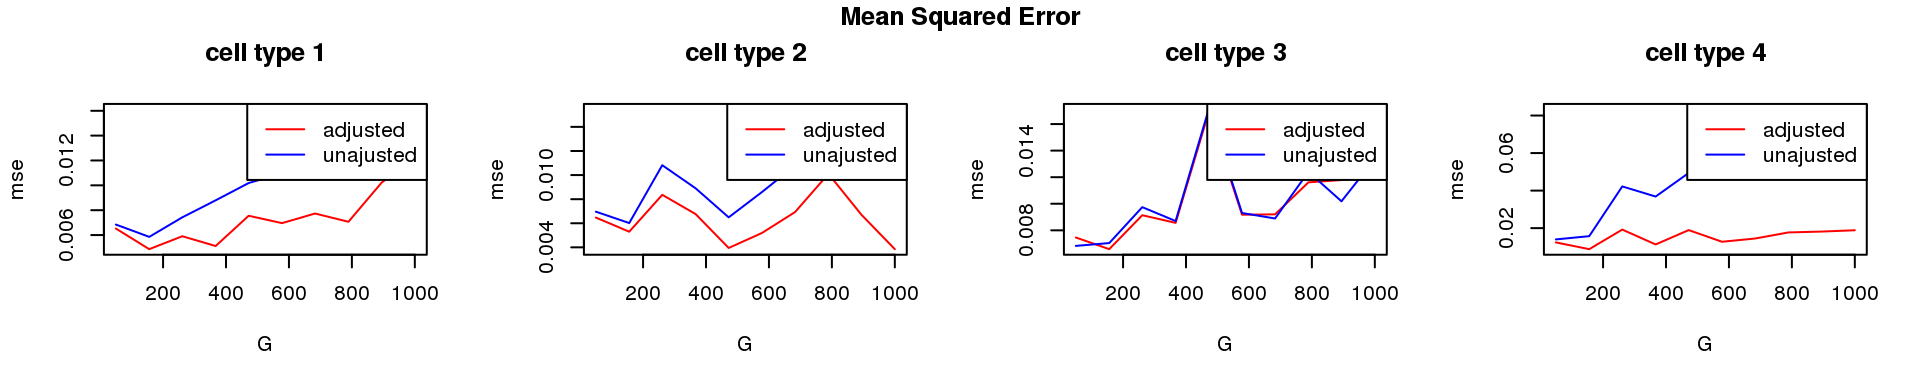 Mean Squared Error
cell type 1
mse
0.006 0.012
adjusted
unajusted
200 400 600 800 1000
G
cell type 2
mse
0.004 0.010
adjusted
unajusted
200 400 600 800 1000
G
cell type 3
mse
0.008 0.014
adjusted
unajusted
200 400 600 800 1000
G
cell type 4
mse
0.02 0.06
adjusted
unajusted
200 400 600 800 1000
G